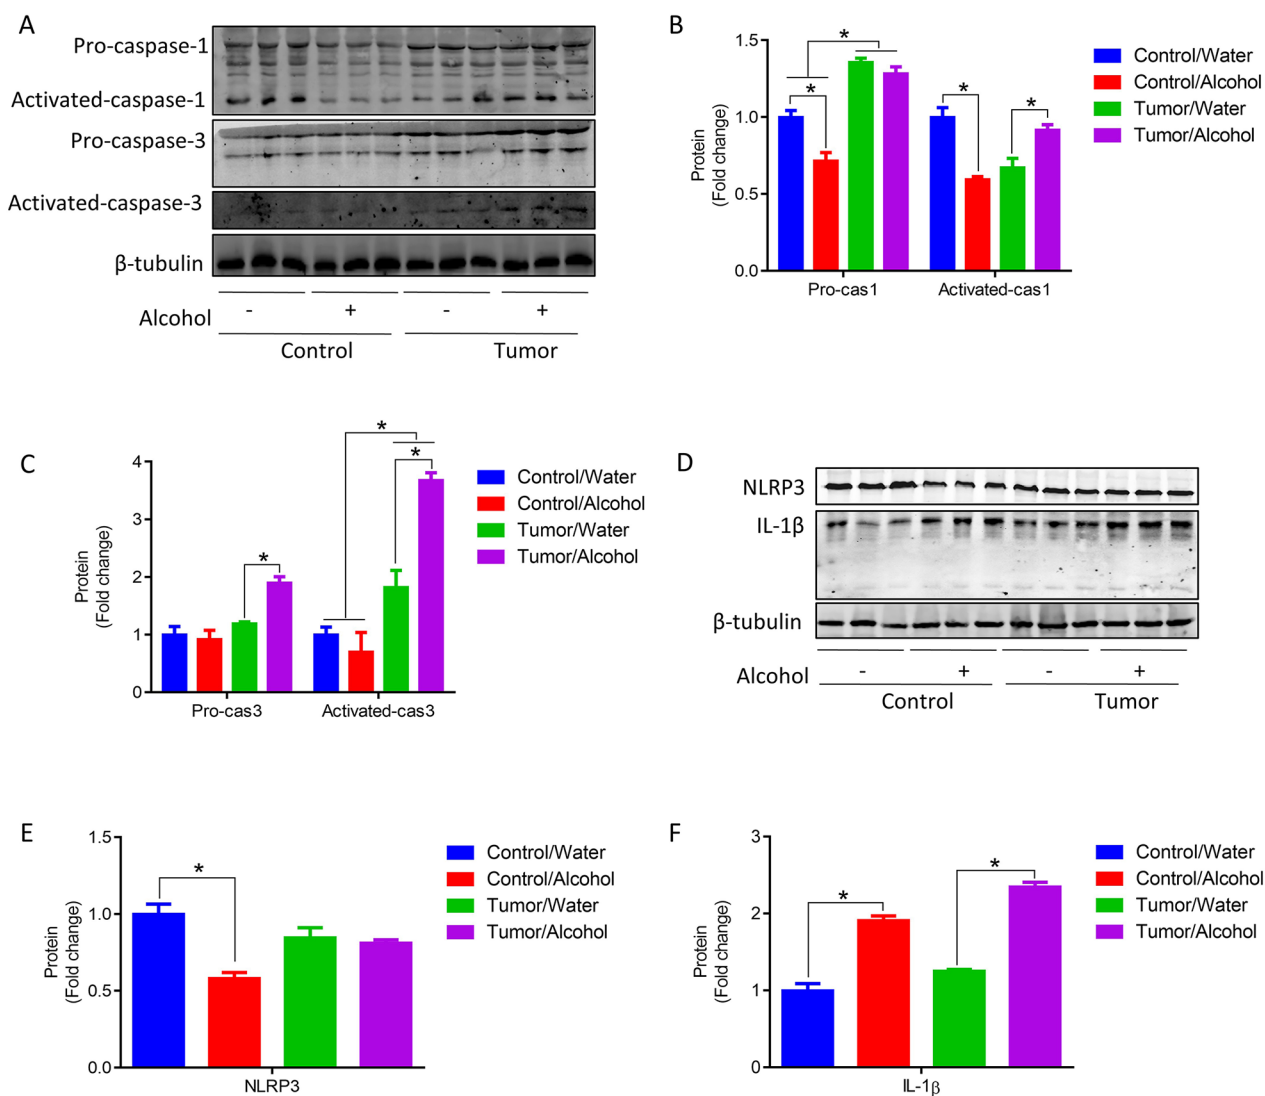 A
Pro-caspase-1
Activated-caspase-1
Pro-caspase-3
Activated-caspase-3
β-tubulin
Alcohol - + - +
Control Tumor
B
Protein
(Fold change)
1.5
1.0
0.5
0.0
* * * * *
Pro-cas1 Activated-cas1
Control/Water
Control/Alcohol
Tumor/Water
Tumor/Alcohol
C
Protein
(Fold change)
4
3
2
1
0
* * *
Pro-cas3 Activated-cas3
Control/Water
Control/Alcohol
Tumor/Water
Tumor/Alcohol
D
NLRP3
IL-1β
β-tubulin
Alcohol - + - +
Control Tumor
E
Protein
(Fold change)
1.5
1.0
0.5
0.0
*
NLRP3
Control/Water
Control/Alcohol
Tumor/Water
Tumor/Alcohol
F
Protein
(Fold change)
3
2
1
0
* *
IL-1β
Control/Water
Control/Alcohol
Tumor/Water
Tumor/Alcohol